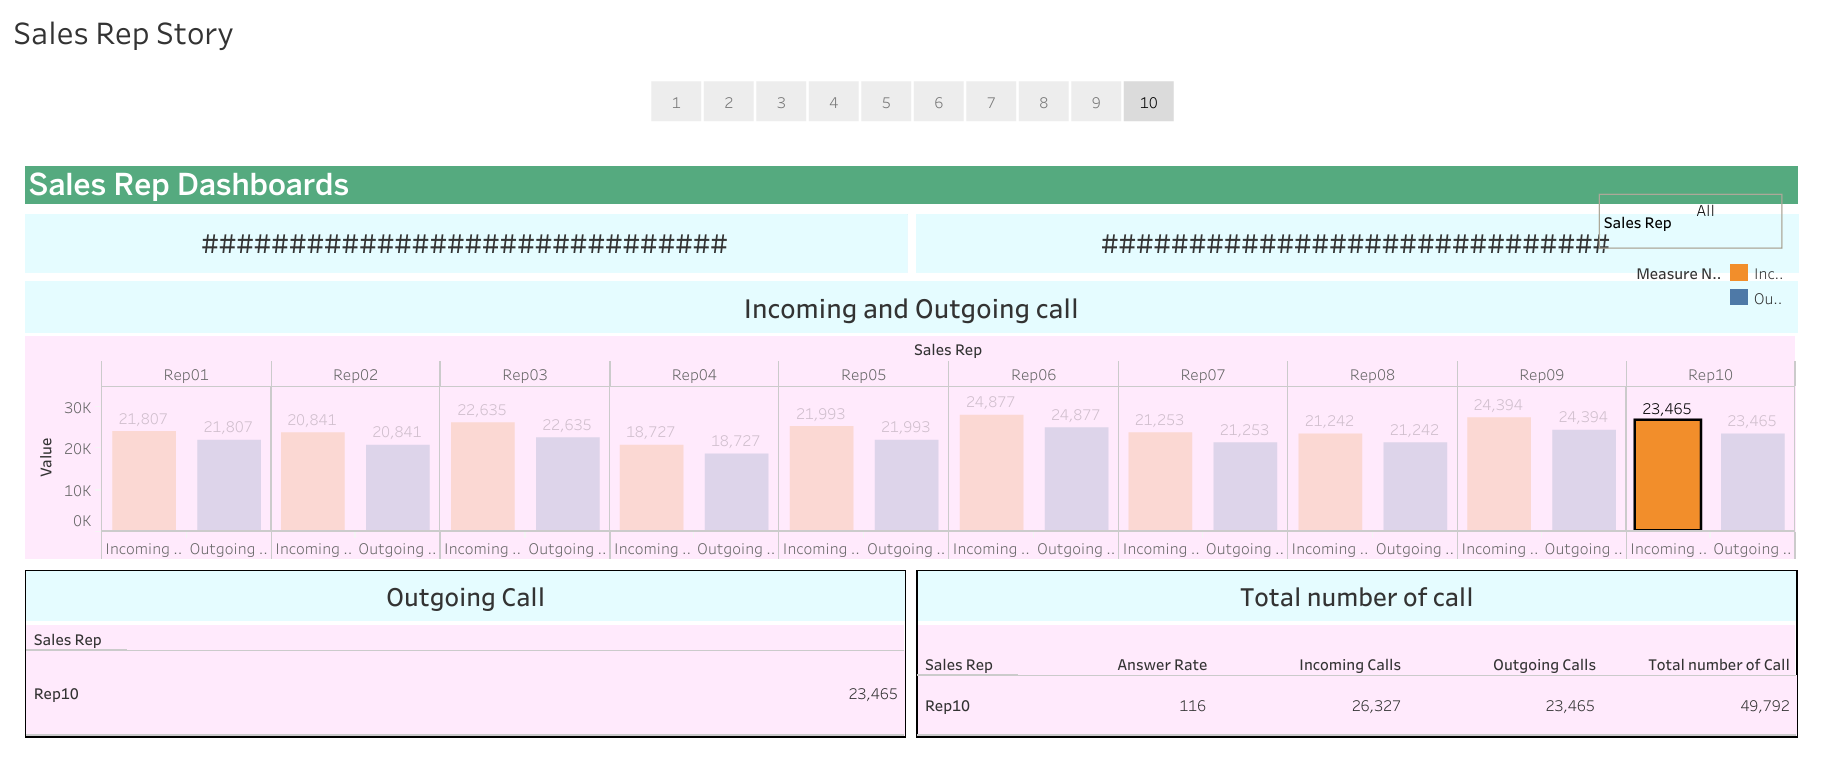 Sales Rep Story
1 2 3 4 5 6 7 8 9 10
Sales Rep Dashboards
All
Sales Rep
############################## #############################
Measure N.. Inc..
Ou..
Incoming and Outgoing call
Sales Rep
Rep01 Rep02 Rep03 Rep04 Rep05 Rep06 Rep07 Rep08 Rep09 Rep10
Value
30K
20K
10K
0K
21,807 21,807 20,841 20,841 22,635 22,635 18,727 18,727 21,993 21,993 24,877 24,877 21,253 21,253 21,242 21,242 24,394 24,394 23,465 23,465
Incoming .. Outgoing .. Incoming .. Outgoing .. Incoming .. Outgoing .. Incoming .. Outgoing .. Incoming .. Outgoing .. Incoming .. Outgoing .. Incoming .. Outgoing .. Incoming .. Outgoing .. Incoming .. Outgoing .. Incoming .. Outgoing ..
Outgoing Call
Sales Rep
Rep10 23,465
Total number of call
Sales Rep Answer Rate Incoming Calls Outgoing Calls Total number of Call
Rep10 116 26,327 23,465 49,792